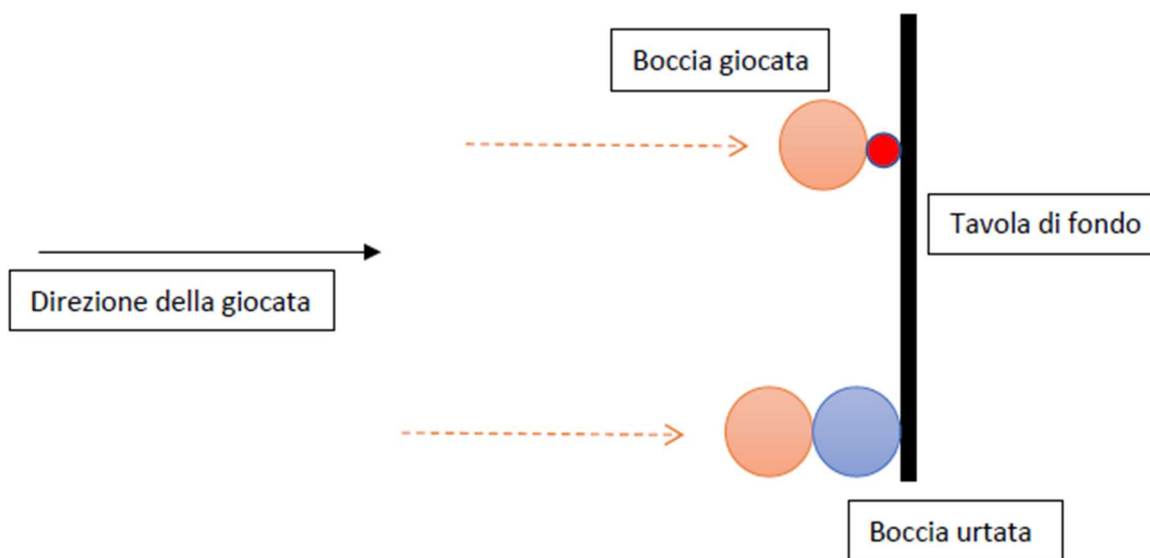 Boccia giocata
Tavola di fondo
Direzione della giocata
Boccia urtata